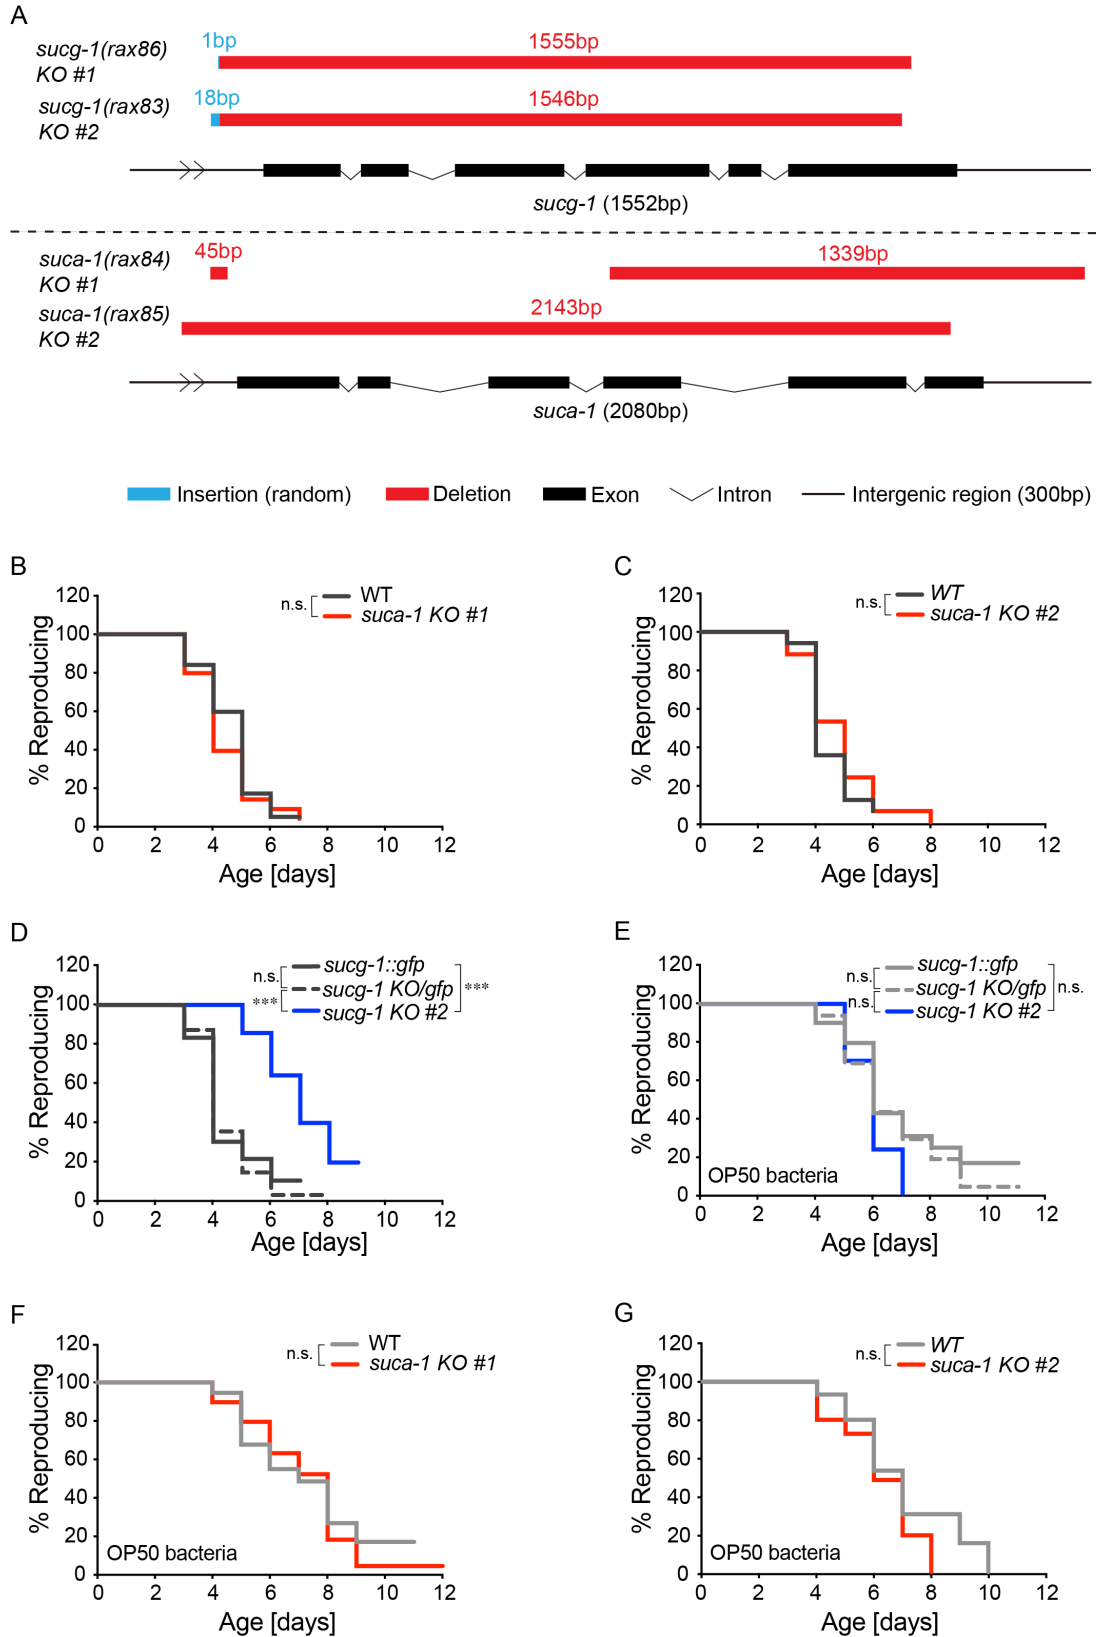 A
sucg-1(rax86)
KO #1
1bp
1555bp
sucg-1(rax83)
KO #2
18bp
1546bp
sucg-1 (1552bp)
suca-1(rax84)
KO #1
45bp
1339bp
suca-1(rax85)
KO #2
2143bp
suca-1 (2080bp)
Insertion (random)
Deletion
Exon
Intron
Intergenic region (300bp)
B
% Reproducing
120
100
80
60
40
20
0
0 2 4 6 8 10 12
Age [days]
n.s.
WT
suca-1 KO #1
C
% Reproducing
120
100
80
60
40
20
0
0 2 4 6 8 10 12
Age [days]
n.s.
WT
suca-1 KO #2
D
% Reproducing
120
100
80
60
40
20
0
0 2 4 6 8 10 12
Age [days]
n.s.
***
sucg-1::gfp
sucg-1 KO/gfp
sucg-1 KO #2
***
E
% Reproducing
120
100
80
60
40
20
0
0 2 4 6 8 10 12
Age [days]
n.s.
n.s.
sucg-1::gfp
sucg-1 KO/gfp
sucg-1 KO #2
n.s.
OP50 bacteria
F
% Reproducing
120
100
80
60
40
20
0
0 2 4 6 8 10 12
Age [days]
n.s.
WT
suca-1 KO #1
OP50 bacteria
G
% Reproducing
120
100
80
60
40
20
0
0 2 4 6 8 10 12
Age [days]
n.s.
WT
suca-1 KO #2
OP50 bacteria